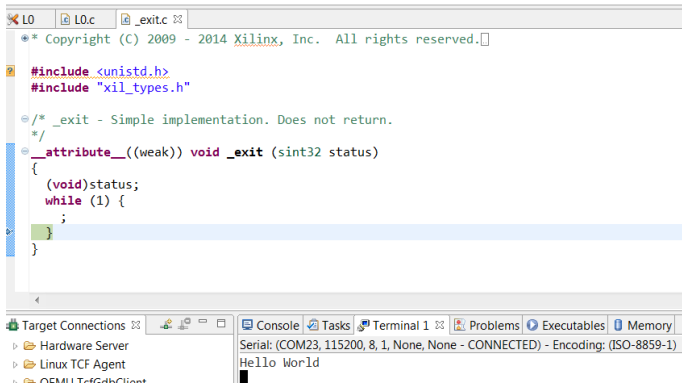 L0 L0.c _exit.c
* Copyright (C) 2009 - 2014 Xilinx, Inc.  All rights reserved.
#include <unistd.h>
#include "xil_types.h"
/* _exit - Simple implementation. Does not return.
*/
__attribute__((weak)) void _exit (sint32 status)
{
  (void)status;
  while (1) {
    ;
  }
}
Target Connections
Hardware Server
Linux TCF Agent
QEMU TcfGdbClient
Console Tasks Terminal 1 Problems Executables Memory
Serial: (COM23, 115200, 8, 1, None, None - CONNECTED) - Encoding: (ISO-8859-1)
Hello World